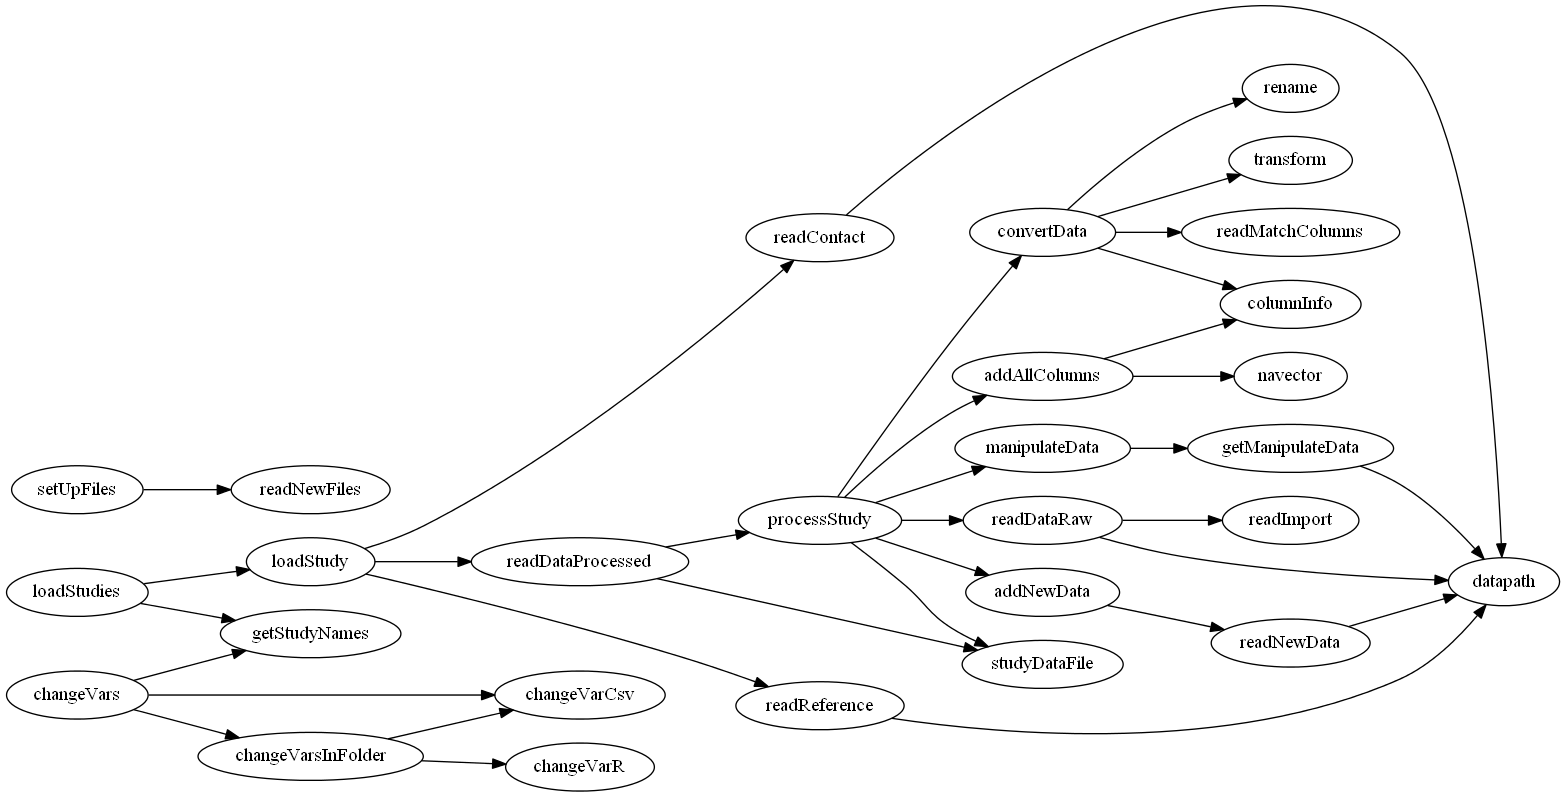 rename
transform
readContact
convertData
readMatchColumns
columnInfo
addAllColumns
navector
manipulateData
getManipulateData
setUpFiles
readNewFiles
processStudy
readDataRaw
readImport
loadStudy
readDataProcessed
datapath
loadStudies
addNewData
getStudyNames
readNewData
studyDataFile
changeVars
changeVarCsv
readReference
changeVarsInFolder
changeVarR